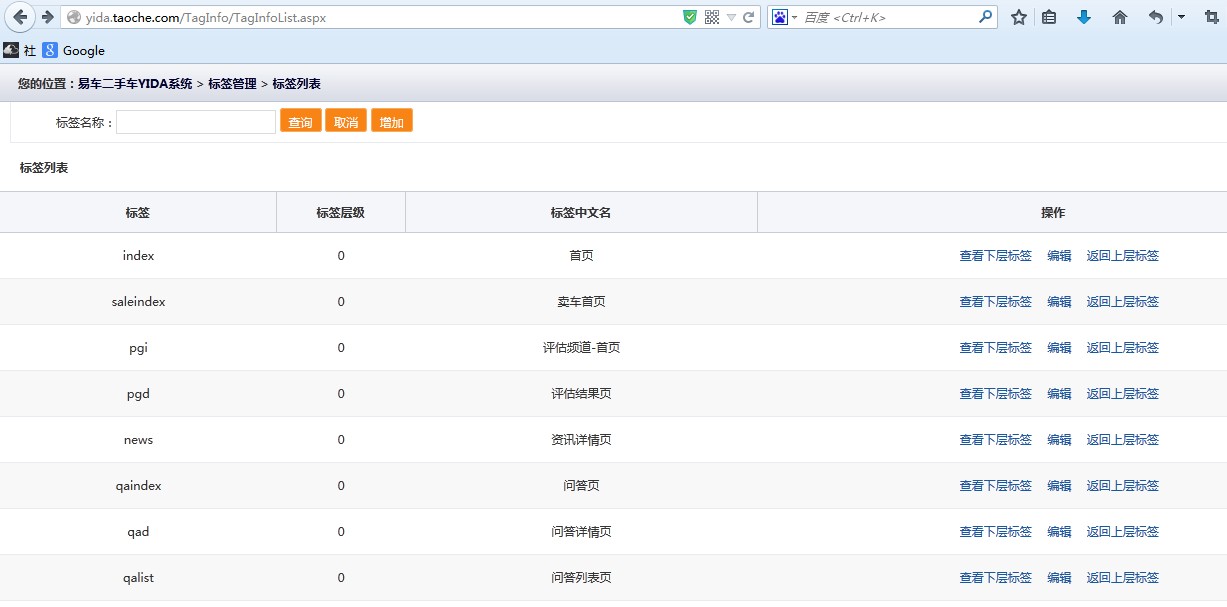 yida.taoche.com/TagInfo/TagInfoList.aspx 百度 <Ctrl+K>
社 Google
您的位置：易车二手车YIDA系统 > 标签管理 > 标签列表
标签名称： 查询 取消 增加
标签列表
标签 标签层级 标签中文名 操作
index 0 首页 查看下层标签 编辑 返回上层标签
saleindex 0 卖车首页 查看下层标签 编辑 返回上层标签
pgi 0 评估频道-首页 查看下层标签 编辑 返回上层标签
pgd 0 评估结果页 查看下层标签 编辑 返回上层标签
news 0 资讯详情页 查看下层标签 编辑 返回上层标签
qaindex 0 问答页 查看下层标签 编辑 返回上层标签
qad 0 问答详情页 查看下层标签 编辑 返回上层标签
qalist 0 问答列表页 查看下层标签 编辑 返回上层标签